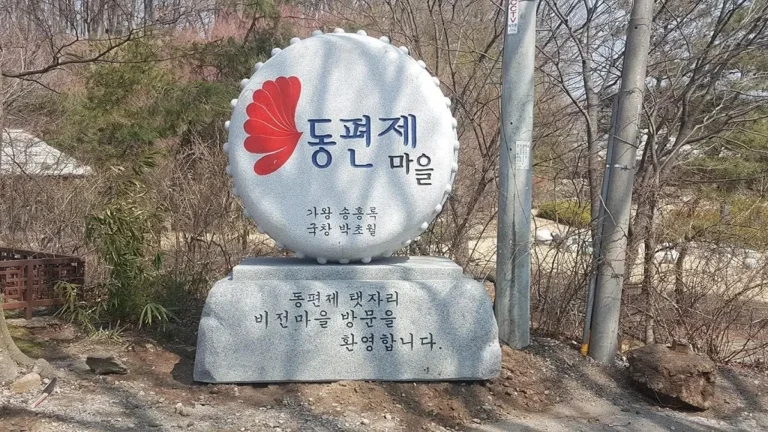 동편제
마을
가왕 송흥록
국창 박초월
동편제 탯자리
비전마을 방문을
환영합니다.